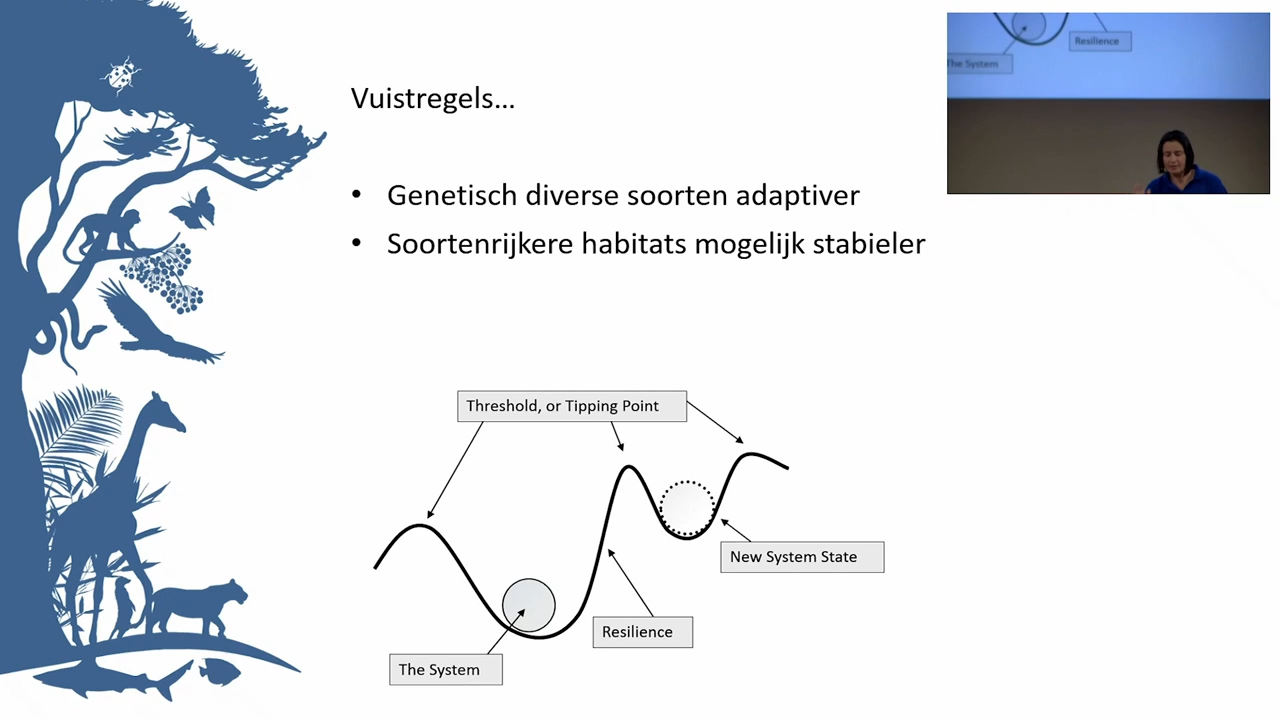 Vuistregels...
• Genetisch diverse soorten adaptiver
• Soortenrijkere habitats mogelijk stabieler
Threshold, or Tipping Point
New System State
Resilience
The System
Resilience
The System